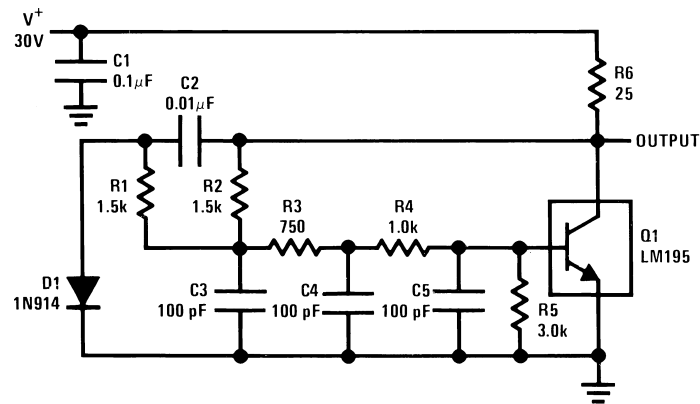 V+
30V
C1
0.1μF
C2
0.01μF
R6
25
OUTPUT
R1
1.5k
R2
1.5k
R3
750
R4
1.0k
Q1
LM195
D1
1N914
C3
100 pF
C4
100 pF
C5
100 pF
R5
3.0k